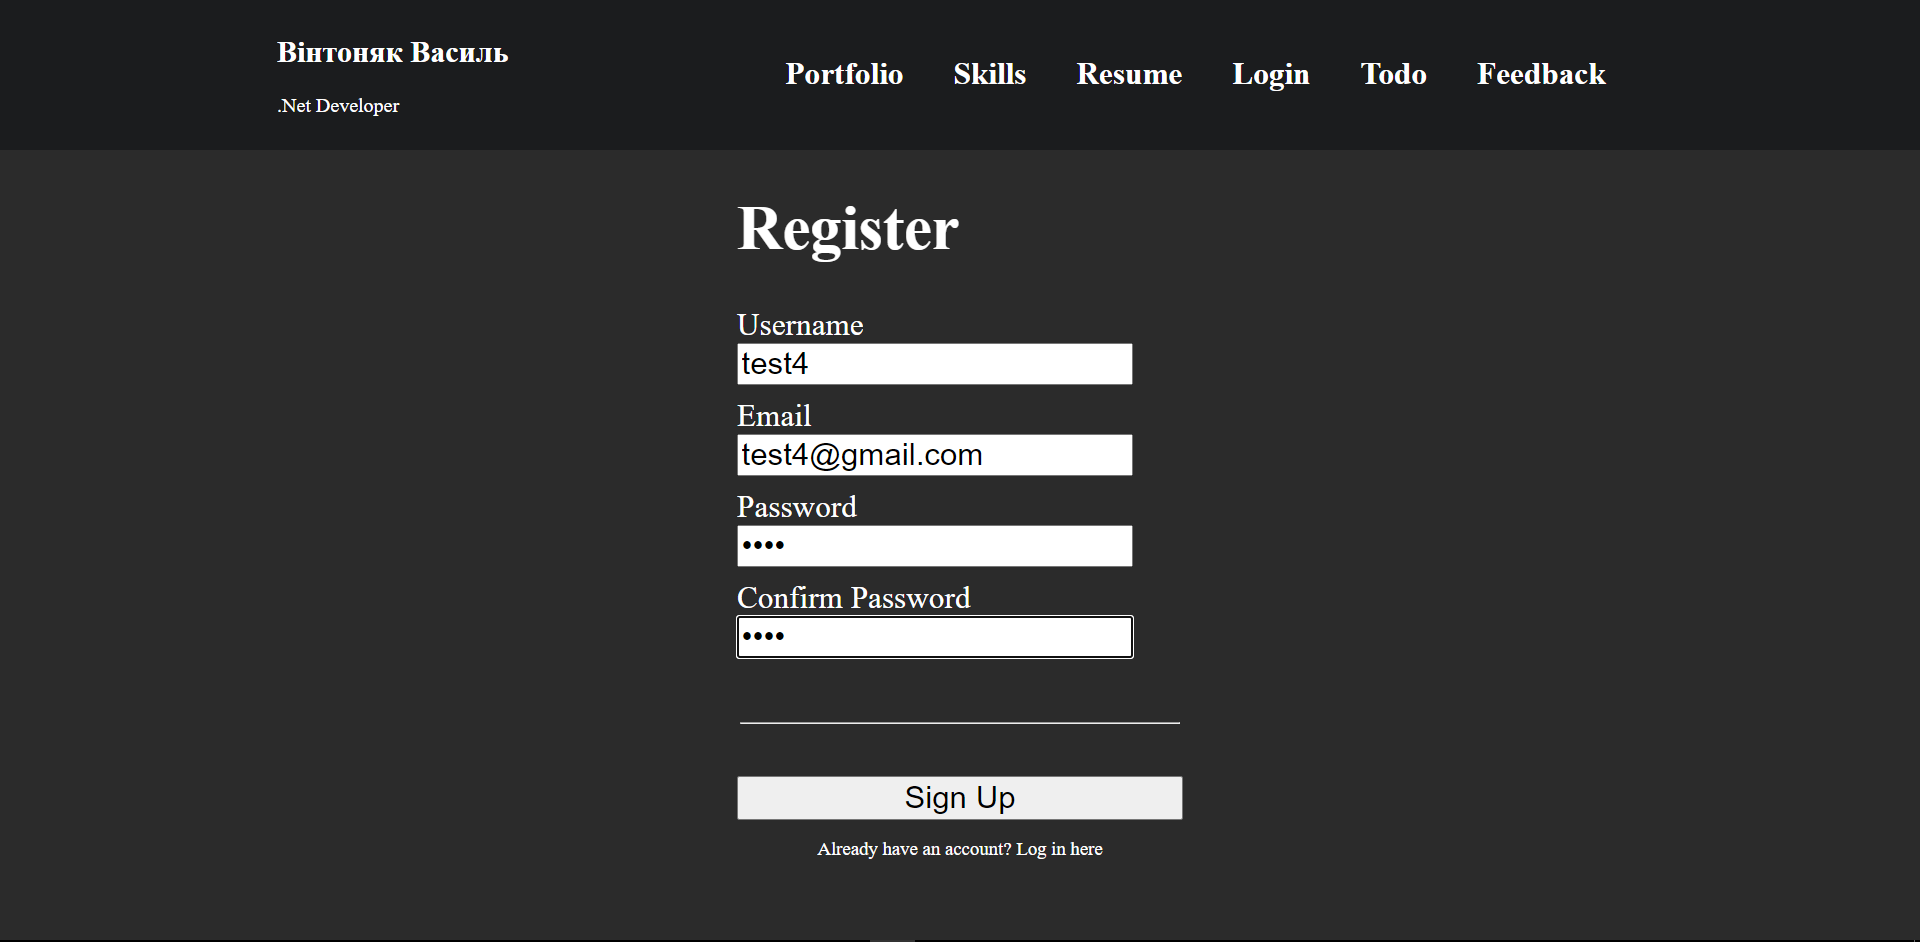 Вінтоняк Василь
.Net Developer
Portfolio Skills Resume Login Todo Feedback
Register
Username
test4
Email
test4@gmail.com
Password
••••
Confirm Password
••••
Sign Up
Already have an account? Log in here